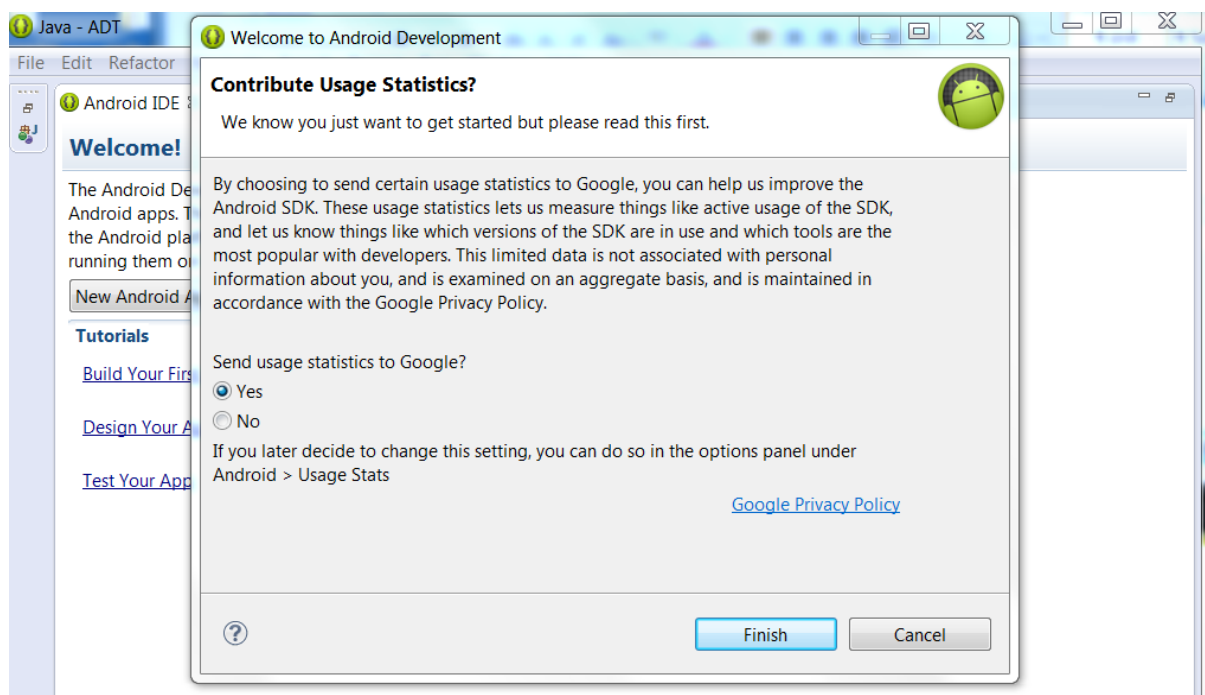 Java - ADT
Welcome to Android Development
File Edit Refactor
Contribute Usage Statistics?
We know you just want to get started but please read this first.
Android IDE
J
Welcome!
The Android De
Android apps. T
the Android pla
running them o
New Android A
Tutorials
Build Your Firs
Design Your A
Test Your App
By choosing to send certain usage statistics to Google, you can help us improve the
Android SDK. These usage statistics lets us measure things like active usage of the SDK,
and let us know things like which versions of the SDK are in use and which tools are the
most popular with developers. This limited data is not associated with personal
information about you, and is examined on an aggregate basis, and is maintained in
accordance with the Google Privacy Policy.
Send usage statistics to Google?
Yes
No
If you later decide to change this setting, you can do so in the options panel under
Android > Usage Stats
Google Privacy Policy
?
Finish Cancel